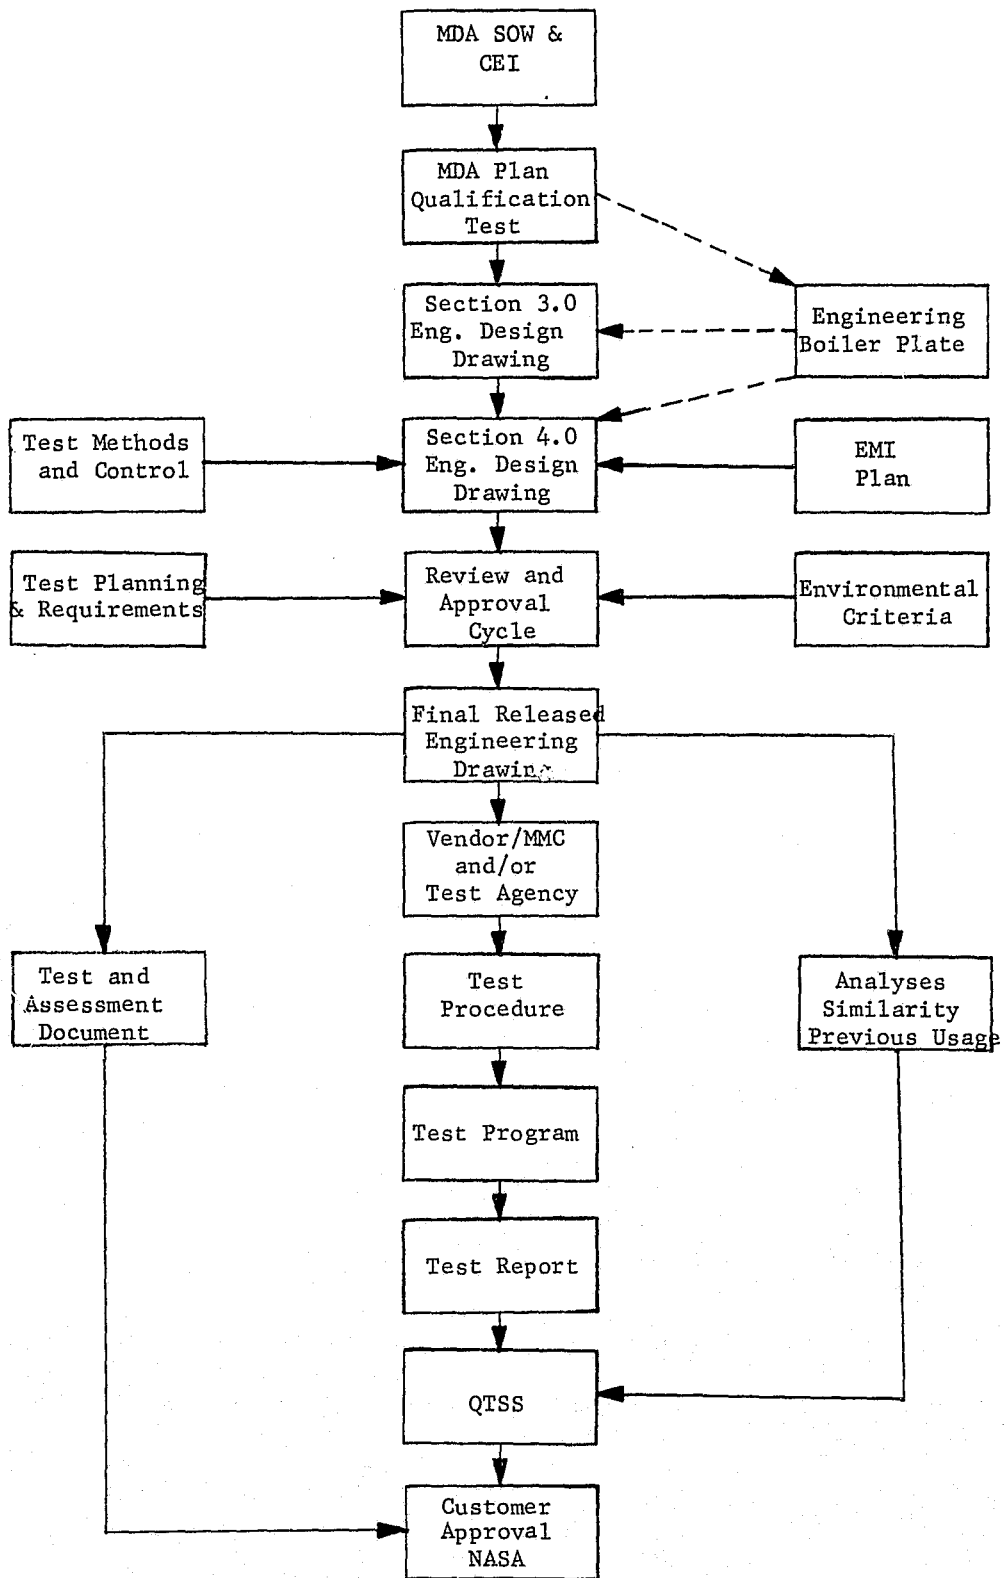 MDA SOW &
CEI
MDA Plan
Qualification
Test
Section 3.0
Eng. Design
Drawing
Engineering
Boiler Plate
Test Methods
and Control
Section 4.0
Eng. Design
Drawing
EMI
Plan
Test Planning
& Requirements
Review and
Approval
Cycle
Environmental
Criteria
Final Released
Engineering
Drawing
Vendor/MMC
and/or
Test Agency
Test and
Assessment
Document
Test
Procedure
Analyses
Similarity
Previous Usage
Test Program
Test Report
QTSS
Customer
Approval
NASA